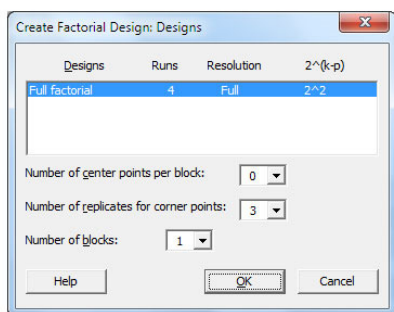 Create Factorial Design: Designs
Designs Runs Resolution 2^(k-p)
Full factorial 4 Full 2^2
Number of center points per block: 0
Number of replicates for corner points: 3
Number of blocks: 1
Help OK Cancel